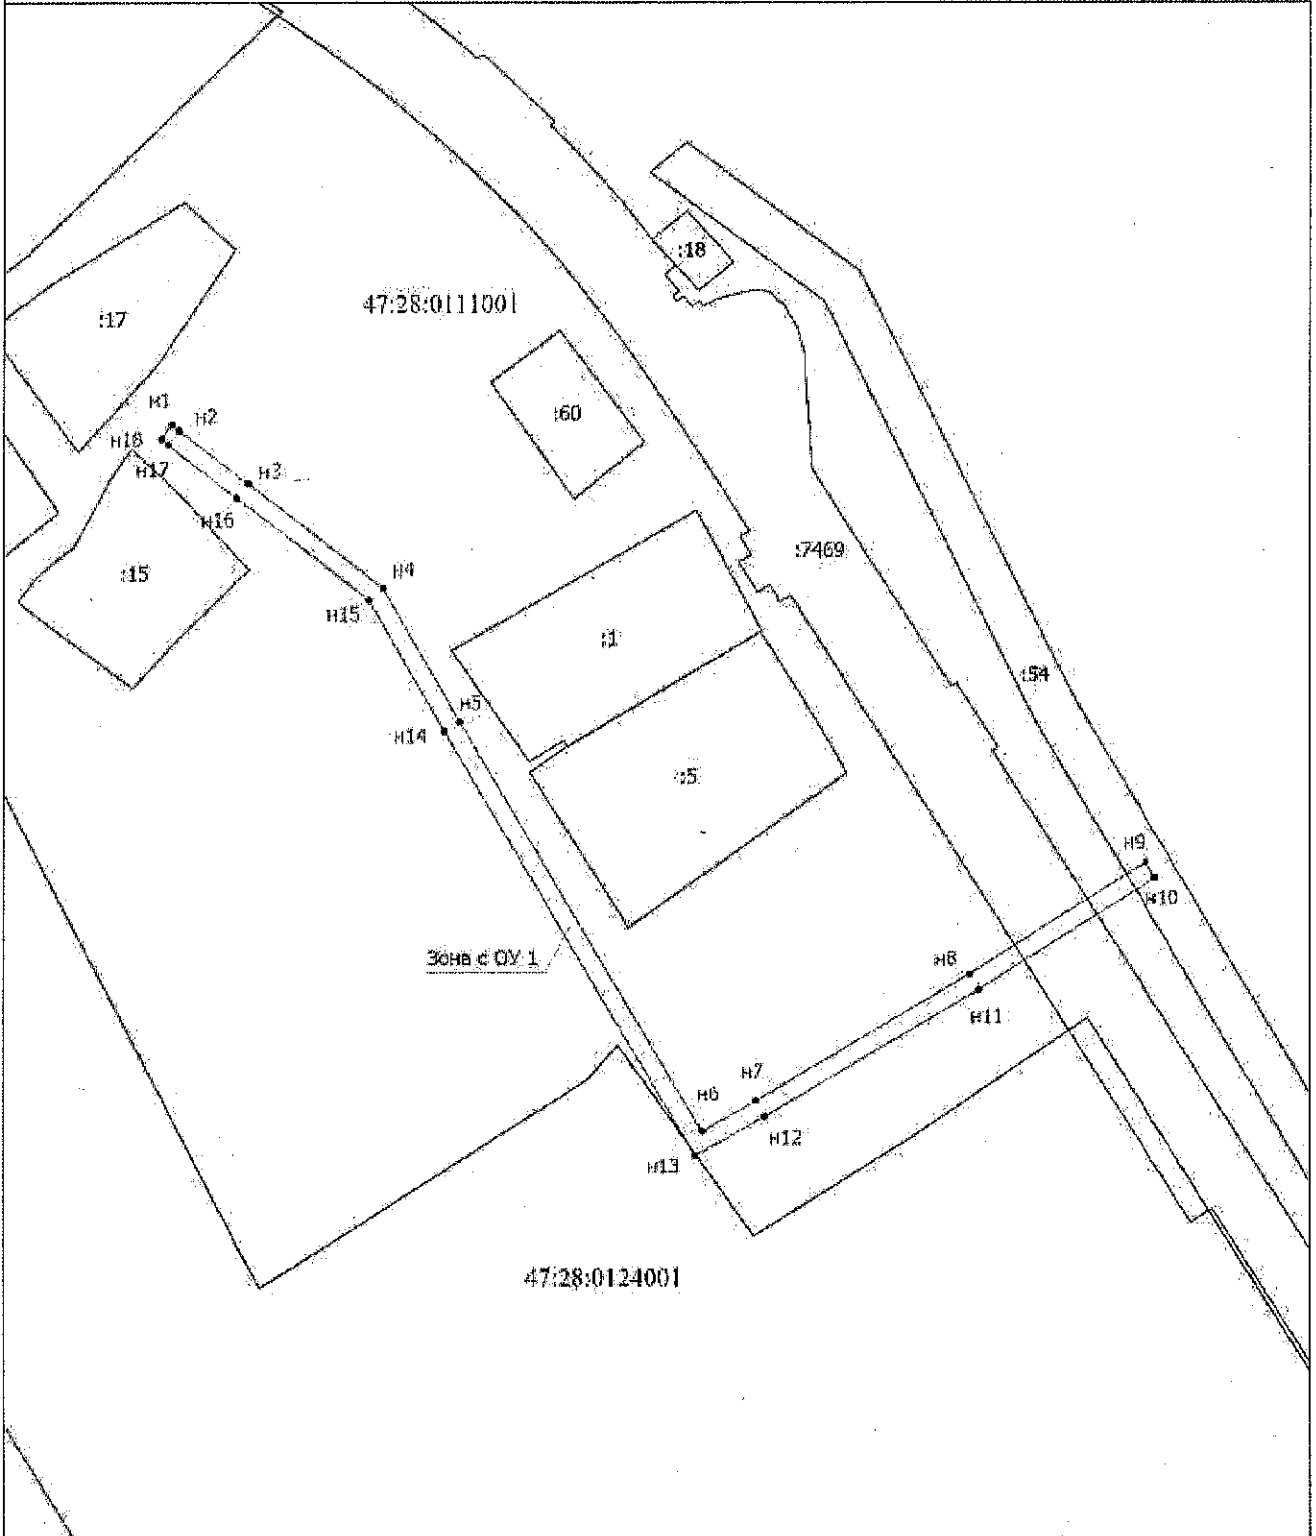 :18
47:28:0111001
:17
н1
н2
:60
н18
н17
н3
н16
:7469
:15
н4
н15
:1
:54
н5
н14
:5
н9
н10
Зона с ОУ 1
н8
н11
н7
н6
н12
н13
47:28:0124001